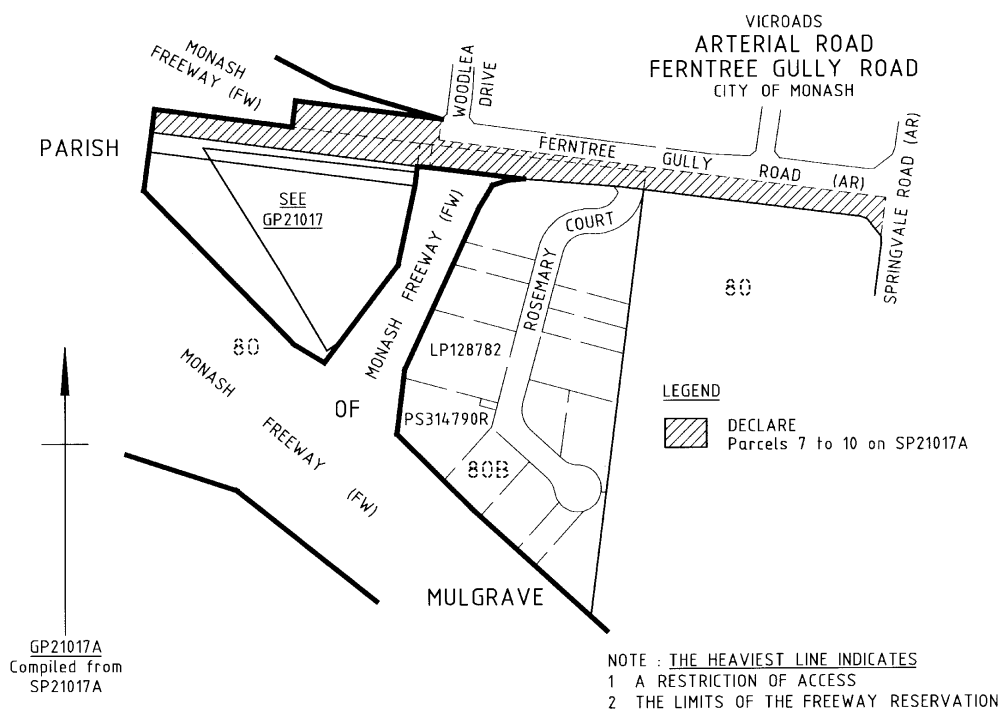 VICROADS
ARTERIAL ROAD
FERNTREE GULLY ROAD
CITY OF MONASH
MONASH
FREEWAY (FW)
WOODLEA
DRIVE
PARISH
FERNTREE GULLY ROAD (AR)
SPRINGVALE ROAD (AR)
SEE
GP21017
MONASH FREEWAY (FW)
ROSEMARY COURT
80
80
MONASH FREEWAY (FW)
OF
LP128782
PS314790R
80B
LEGEND
DECLARE
Parcels 7 to 10 on SP21017A
MULGRAVE
GP21017A
Compiled from
SP21017A
NOTE : THE HEAVIEST LINE INDICATES
1 A RESTRICTION OF ACCESS
2 THE LIMITS OF THE FREEWAY RESERVATION